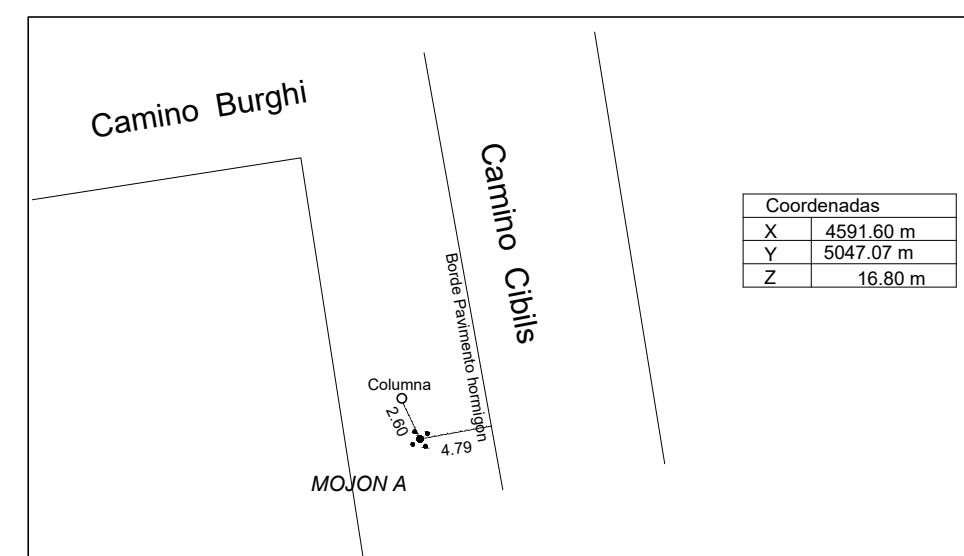 Camino Burghi
Camino Cibils
Borde Pavimento hormigon
Coordenadas
X 4591.60 m
Y 5047.07 m
Z 16.80 m
Columna
2.60
4.79
MOJON A